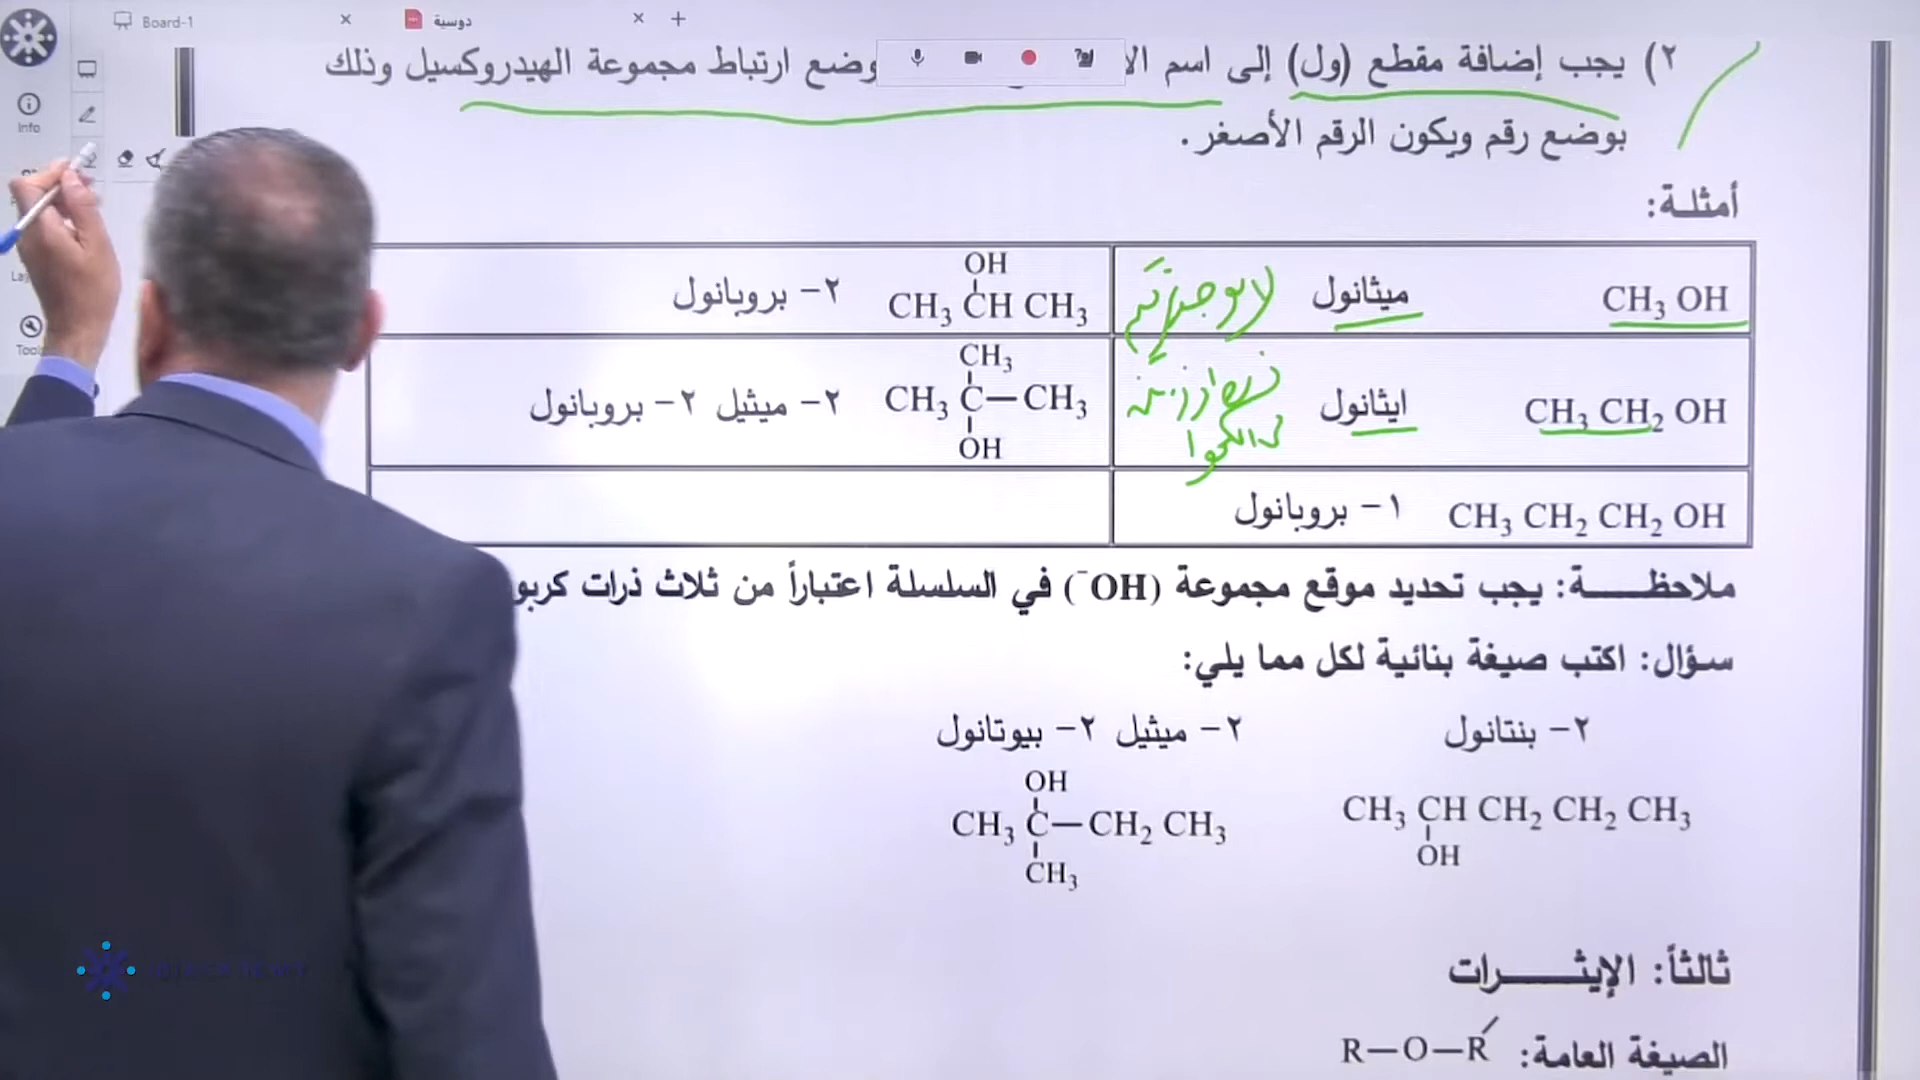 Board-1
دوسية
Info
٢) يجب إضافة مقطع (ول) إلى اسم وضع ارتباط مجموعة الهيدروكسيل وذلك
بوضع رقم ويكون الرقم الأصغر.
أمثلة:
CH₃ OH ميثانول لا يوجد ترقيم
OH
CH₃ CH CH₃ ٢- بروبانول
CH₃ CH₂ OH ايثانول
CH₃
CH₃ C—CH₃ ٢- ميثيل ٢- بروبانول
OH
CH₃ CH₂ CH₂ OH ١- بروبانول
ملاحظة: يجب تحديد موقع مجموعة (OH⁻) في السلسلة اعتباراً من ثلاث ذرات
سؤال: اكتب صيغة بنائية لكل مما يلي:
٢- بنتانول ٢- ميثيل ٢- بيوتانول
CH₃ CH CH₂ CH₂ CH₃
OH
OH
CH₃ C—CH₂ CH₃
CH₃
ثالثاً: الإيثرات
الصيغة العامة: R—O—R′